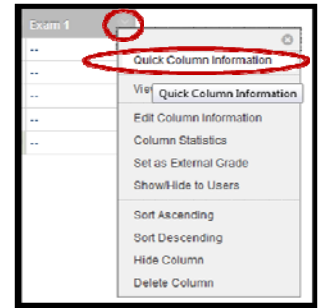 Exam 1
--
Quick Column Information
--
Quick Column Information
--
Edit Column Information
--
Column Statistics
--
Set as External Grade
Show/Hide to Users
Sort Ascending
Sort Descending
Hide Column
Delete Column